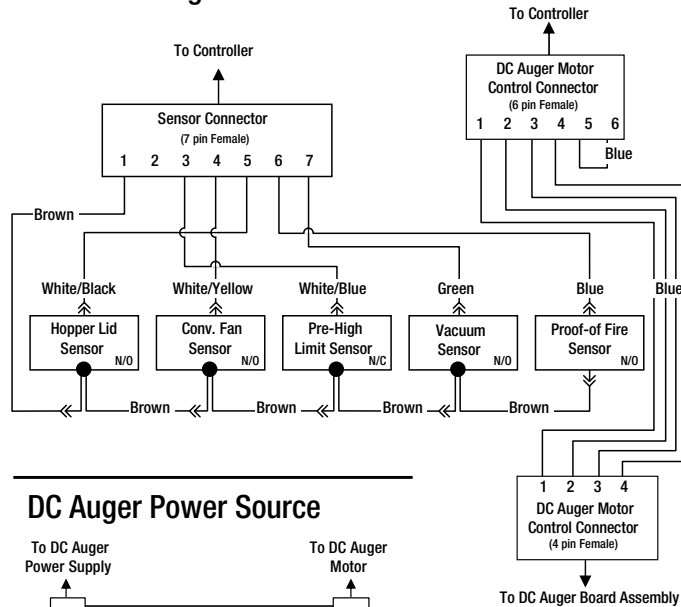 To Controller
Sensor Connector
(7 pin Female)
1 2 3 4 5 6 7
To Controller
DC Auger Motor
Control Connector
(6 pin Female)
1 2 3 4 5 6
Blue
Brown
White/Black
White/Yellow
White/Blue
Green
Blue
Blue
Hopper Lid
Sensor
N/O
Conv. Fan
Sensor
N/O
Pre-High
Limit Sensor
N/C
Vacuum
Sensor
N/O
Proof-of Fire
Sensor
N/O
Brown
Brown
Brown
Brown
1 2 3 4
DC Auger Motor
Control Connector
(4 pin Female)
To DC Auger Board Assembly
DC Auger Power Source
To DC Auger
Power Supply
To DC Auger
Motor